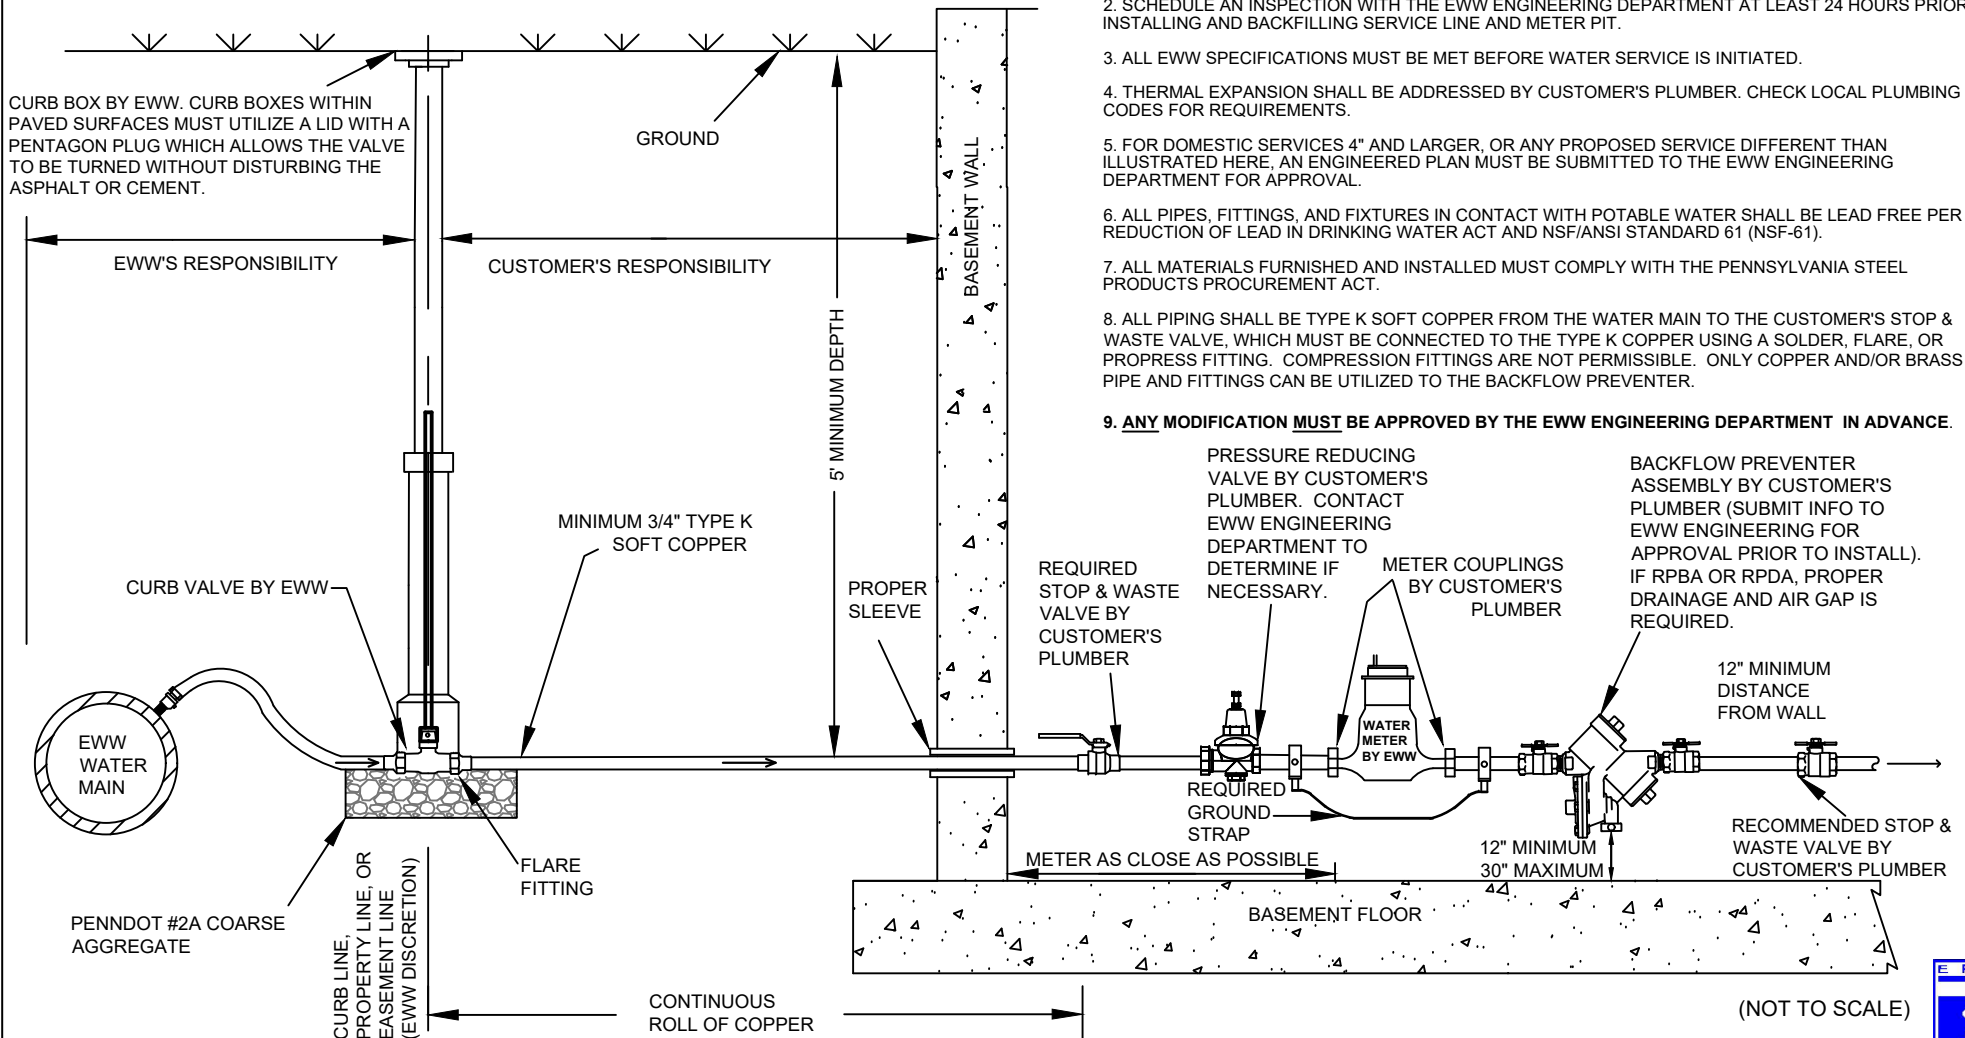 2. SCHEDULE AN INSPECTION WITH THE EWW ENGINEERING DEPARTMENT AT LEAST 24 HOURS PRIOR
INSTALLING AND BACKFILLING SERVICE LINE AND METER PIT.
3. ALL EWW SPECIFICATIONS MUST BE MET BEFORE WATER SERVICE IS INITIATED.
4. THERMAL EXPANSION SHALL BE ADDRESSED BY CUSTOMER'S PLUMBER. CHECK LOCAL PLUMBING
CODES FOR REQUIREMENTS.
5. FOR DOMESTIC SERVICES 4" AND LARGER, OR ANY PROPOSED SERVICE DIFFERENT THAN
ILLUSTRATED HERE, AN ENGINEERED PLAN MUST BE SUBMITTED TO THE EWW ENGINEERING
DEPARTMENT FOR APPROVAL.
6. ALL PIPES, FITTINGS, AND FIXTURES IN CONTACT WITH POTABLE WATER SHALL BE LEAD FREE PER
REDUCTION OF LEAD IN DRINKING WATER ACT AND NSF/ANSI STANDARD 61 (NSF-61).
7. ALL MATERIALS FURNISHED AND INSTALLED MUST COMPLY WITH THE PENNSYLVANIA STEEL
PRODUCTS PROCUREMENT ACT.
8. ALL PIPING SHALL BE TYPE K SOFT COPPER FROM THE WATER MAIN TO THE CUSTOMER'S STOP &
WASTE VALVE, WHICH MUST BE CONNECTED TO THE TYPE K COPPER USING A SOLDER, FLARE, OR
PROPRESS FITTING. COMPRESSION FITTINGS ARE NOT PERMISSIBLE. ONLY COPPER AND/OR BRASS
PIPE AND FITTINGS CAN BE UTILIZED TO THE BACKFLOW PREVENTER.
9. ANY MODIFICATION MUST BE APPROVED BY THE EWW ENGINEERING DEPARTMENT IN ADVANCE.
CURB BOX BY EWW. CURB BOXES WITHIN
PAVED SURFACES MUST UTILIZE A LID WITH A
PENTAGON PLUG WHICH ALLOWS THE VALVE
TO BE TURNED WITHOUT DISTURBING THE
ASPHALT OR CEMENT.
GROUND
BASEMENT WALL
EWW'S RESPONSIBILITY
CUSTOMER'S RESPONSIBILITY
5' MINIMUM DEPTH
MINIMUM 3/4" TYPE K
SOFT COPPER
CURB VALVE BY EWW
PROPER
SLEEVE
REQUIRED
STOP & WASTE
VALVE BY
CUSTOMER'S
PLUMBER
PRESSURE REDUCING
VALVE BY CUSTOMER'S
PLUMBER. CONTACT
EWW ENGINEERING
DEPARTMENT TO
DETERMINE IF
NECESSARY.
METER COUPLINGS
BY CUSTOMER'S
PLUMBER
BACKFLOW PREVENTER
ASSEMBLY BY CUSTOMER'S
PLUMBER (SUBMIT INFO TO
EWW ENGINEERING FOR
APPROVAL PRIOR TO INSTALL).
IF RPBA OR RPDA, PROPER
DRAINAGE AND AIR GAP IS
REQUIRED.
12" MINIMUM
DISTANCE
FROM WALL
EWW
WATER
MAIN
WATER
METER
BY EWW
REQUIRED
GROUND
STRAP
METER AS CLOSE AS POSSIBLE
12" MINIMUM
30" MAXIMUM
RECOMMENDED STOP &
WASTE VALVE BY
CUSTOMER'S PLUMBER
FLARE
FITTING
PENNDOT #2A COARSE
AGGREGATE
CURB LINE,
PROPERTY LINE, OR
EASEMENT LINE
(EWW DISCRETION)
BASEMENT FLOOR
CONTINUOUS
ROLL OF COPPER
(NOT TO SCALE)